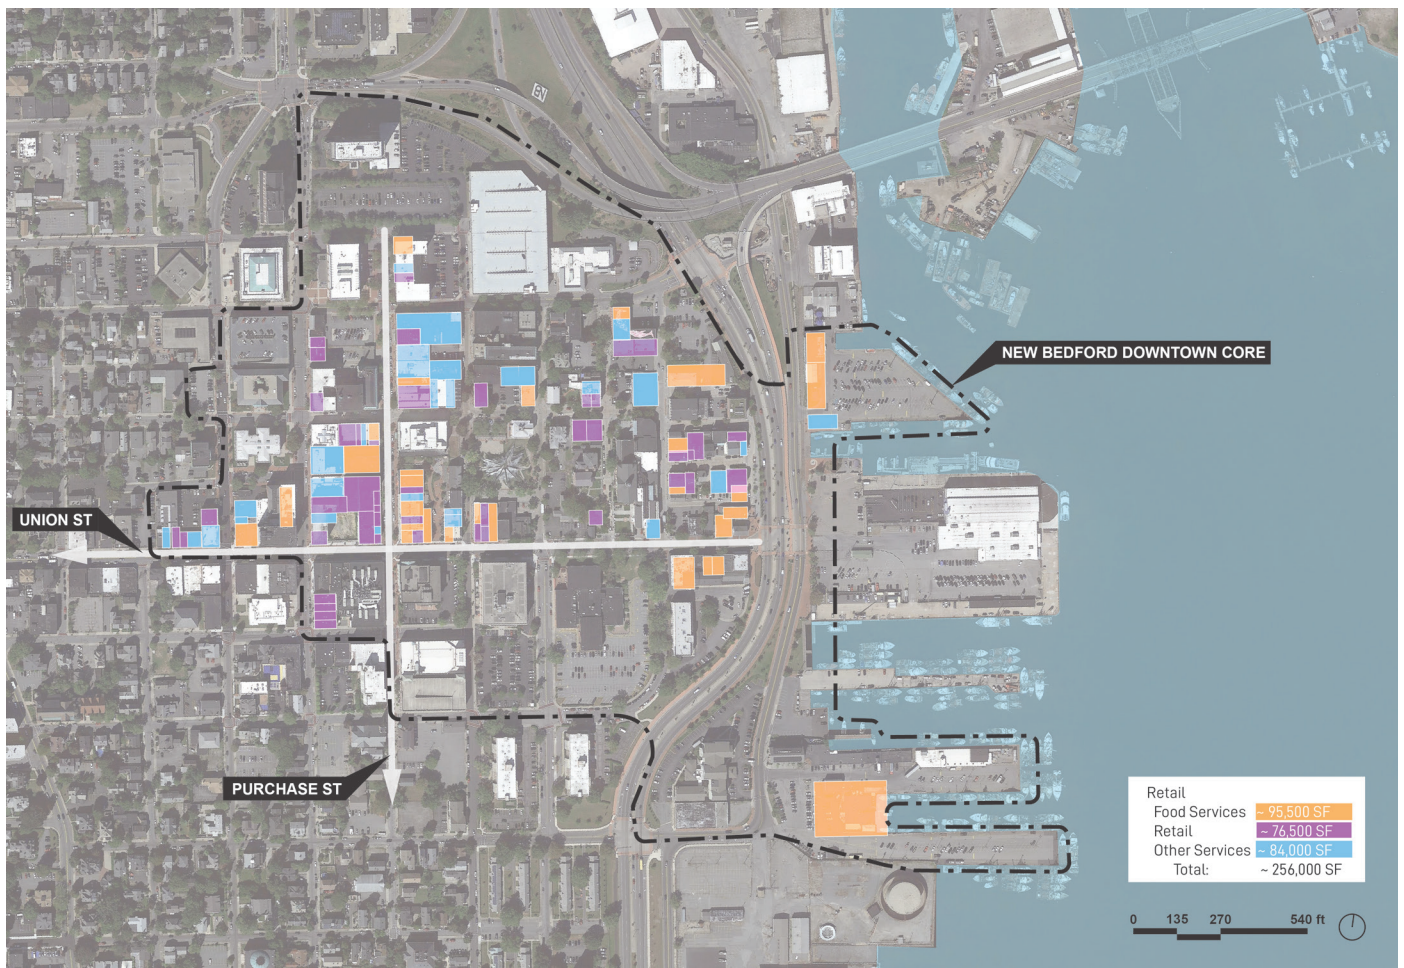 NEW BEDFORD DOWNTOWN CORE
UNION ST
PURCHASE ST
Retail
Food Services ~ 95,500 SF
Retail ~ 76,500 SF
Other Services ~ 84,000 SF
Total: ~ 256,000 SF
0 135 270 540 ft